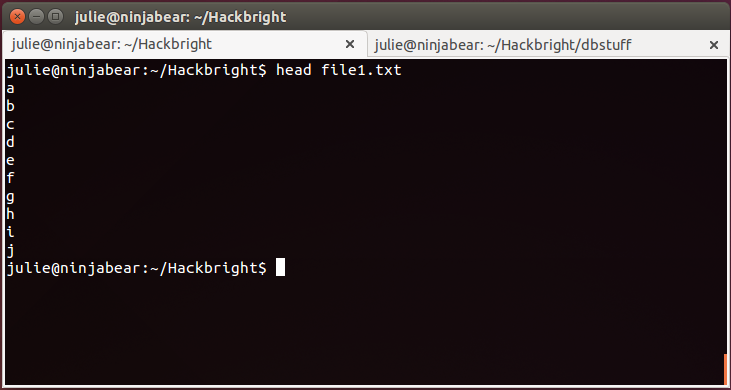 julie@ninjabear: ~/Hackbright
julie@ninjabear: ~/Hackbright
julie@ninjabear: ~/Hackbright/dbstuff
julie@ninjabear:~/Hackbright$ head file1.txt
a
b
c
d
e
f
g
h
i
j
julie@ninjabear:~/Hackbright$